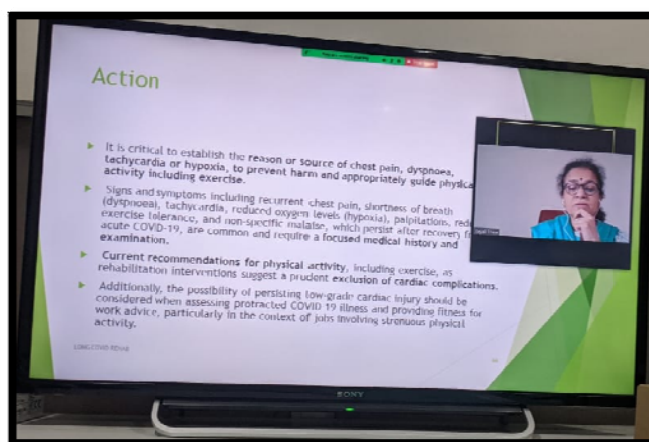 Action
It is critical to establish the reason or source of chest pain, dyspnoea,
tachycardia or hypoxia, to prevent harm and appropriately guide physica
activity including exercise.
Signs and symptoms including recurrent chest pain, shortness of breath
(dyspnoea), tachycardia, reduced oxygen levels (hypoxia), palpitation, redu
exercise tolerance, and non-specific malaise, which persist after recovery f
acute COVID-19, are common and require a focused medical history and
examination.
Current recommendations for physical activity, including exercise, as
rehabilitation interventions suggest a prudent exclusion of cardiac complications.
Additionally, the possibility of persisting low-grade cardiac injury should be
considered when assessing protracted COVID 19 illness and providing fitness for
work advice, particularly in the context of jobs involving strenuous physical
activity.
LONG COVID REHAB
SONY